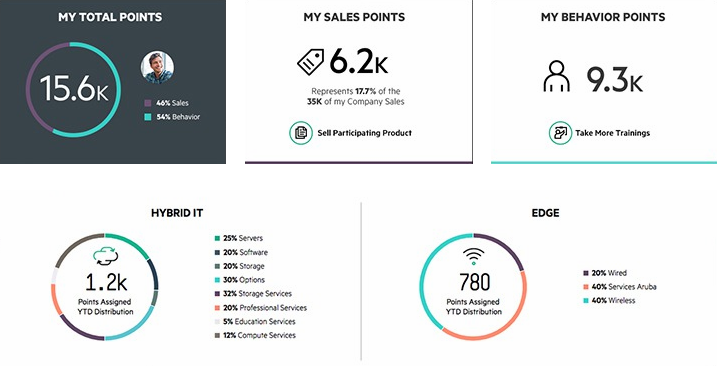 MY TOTAL POINTS
15.6K
46% Sales
54% Behavior
MY SALES POINTS
6.2K
Represents 17.7% of the
35K of my Company Sales
Sell Participating Product
MY BEHAVIOR POINTS
9.3K
Take More Trainings
HYBRID IT
1.2k
Points Assigned
YTD Distribution
25% Servers
20% Software
20% Storage
30% Options
32% Storage Services
20% Professional Services
5% Education Services
12% Compute Services
EDGE
780
Points Assigned
YTD Distribution
20% Wired
40% Services Aruba
40% Wireless